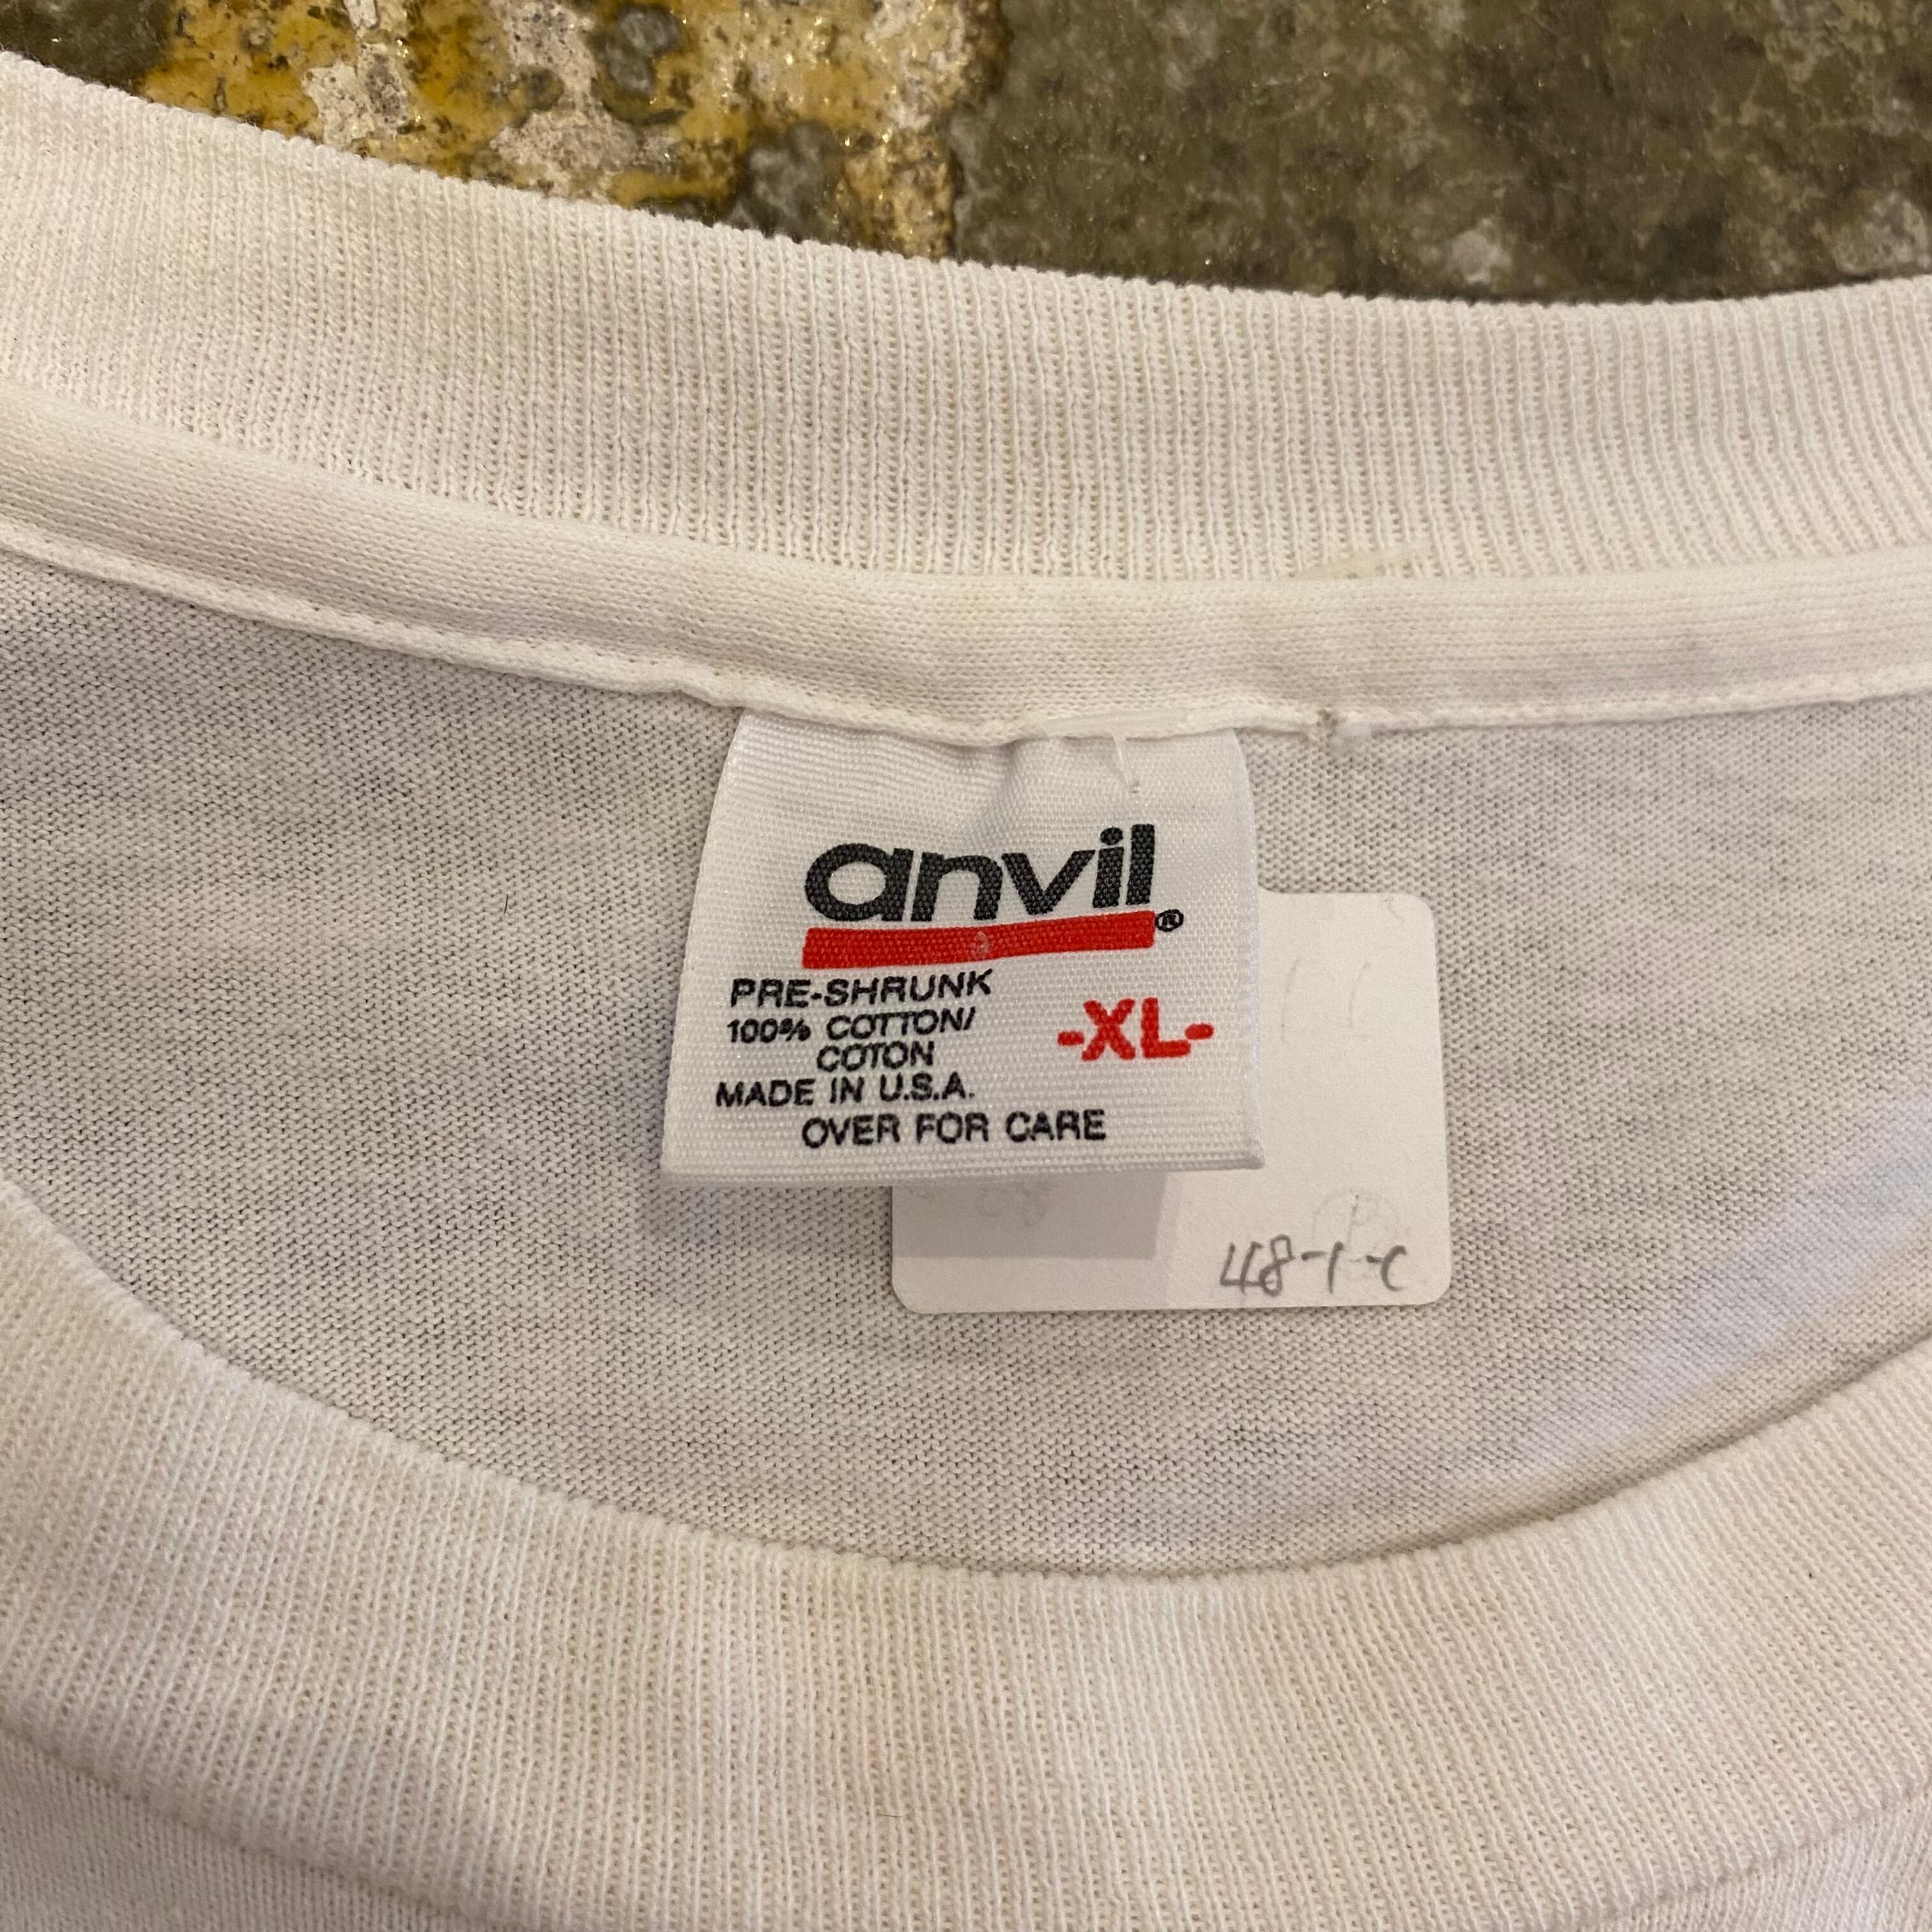 anvil®
PRE-SHRUNK
100% COTTON/
COTON
-XL-
MADE IN U.S.A.
OVER FOR CARE
48-1-c